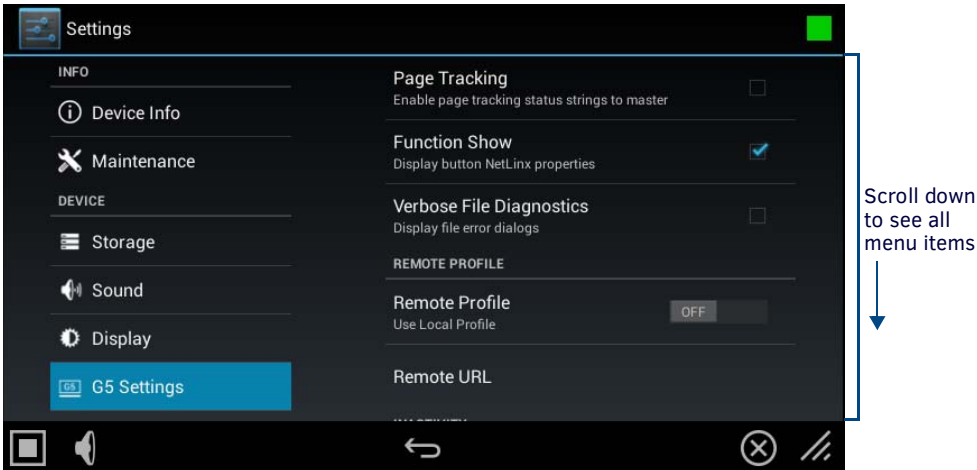 Settings
INFO
Device Info
Maintenance
DEVICE
Storage
Sound
Display
G5
G5 Settings
Page Tracking
Enable page tracking status strings to master
Function Show
Display button NetLinx properties
Verbose File Diagnostics
Display file error dialogs
REMOTE PROFILE
Remote Profile
Use Local Profile
OFF
Remote URL
Scroll down
to see all
menu items